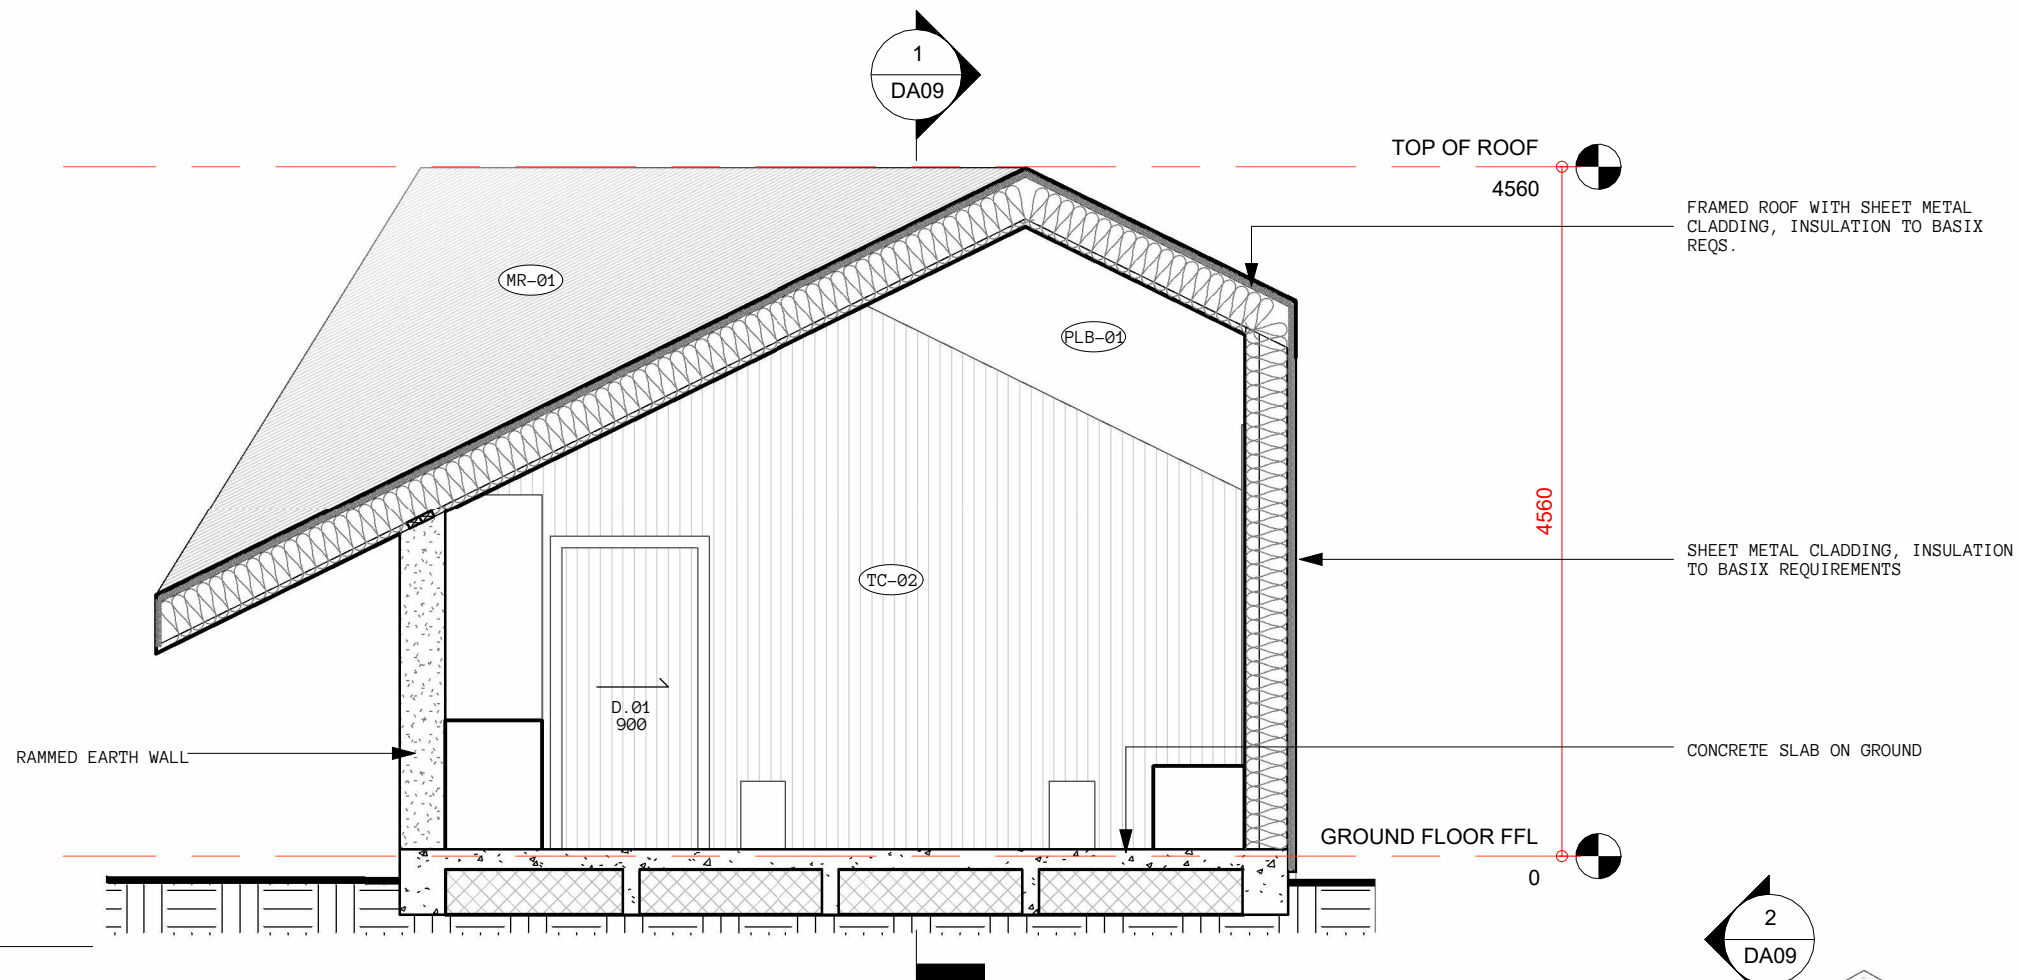 1
DA09
TOP OF ROOF
4560
FRAMED ROOF WITH SHEET METAL
CLADDING, INSULATION TO BASIX
REQS.
MR-01
PLB-01
4560
SHEET METAL CLADDING, INSULATION
TO BASIX REQUIREMENTS
TC-02
D.01
900
RAMMED EARTH WALL
CONCRETE SLAB ON GROUND
GROUND FLOOR FFL
0
2
DA09